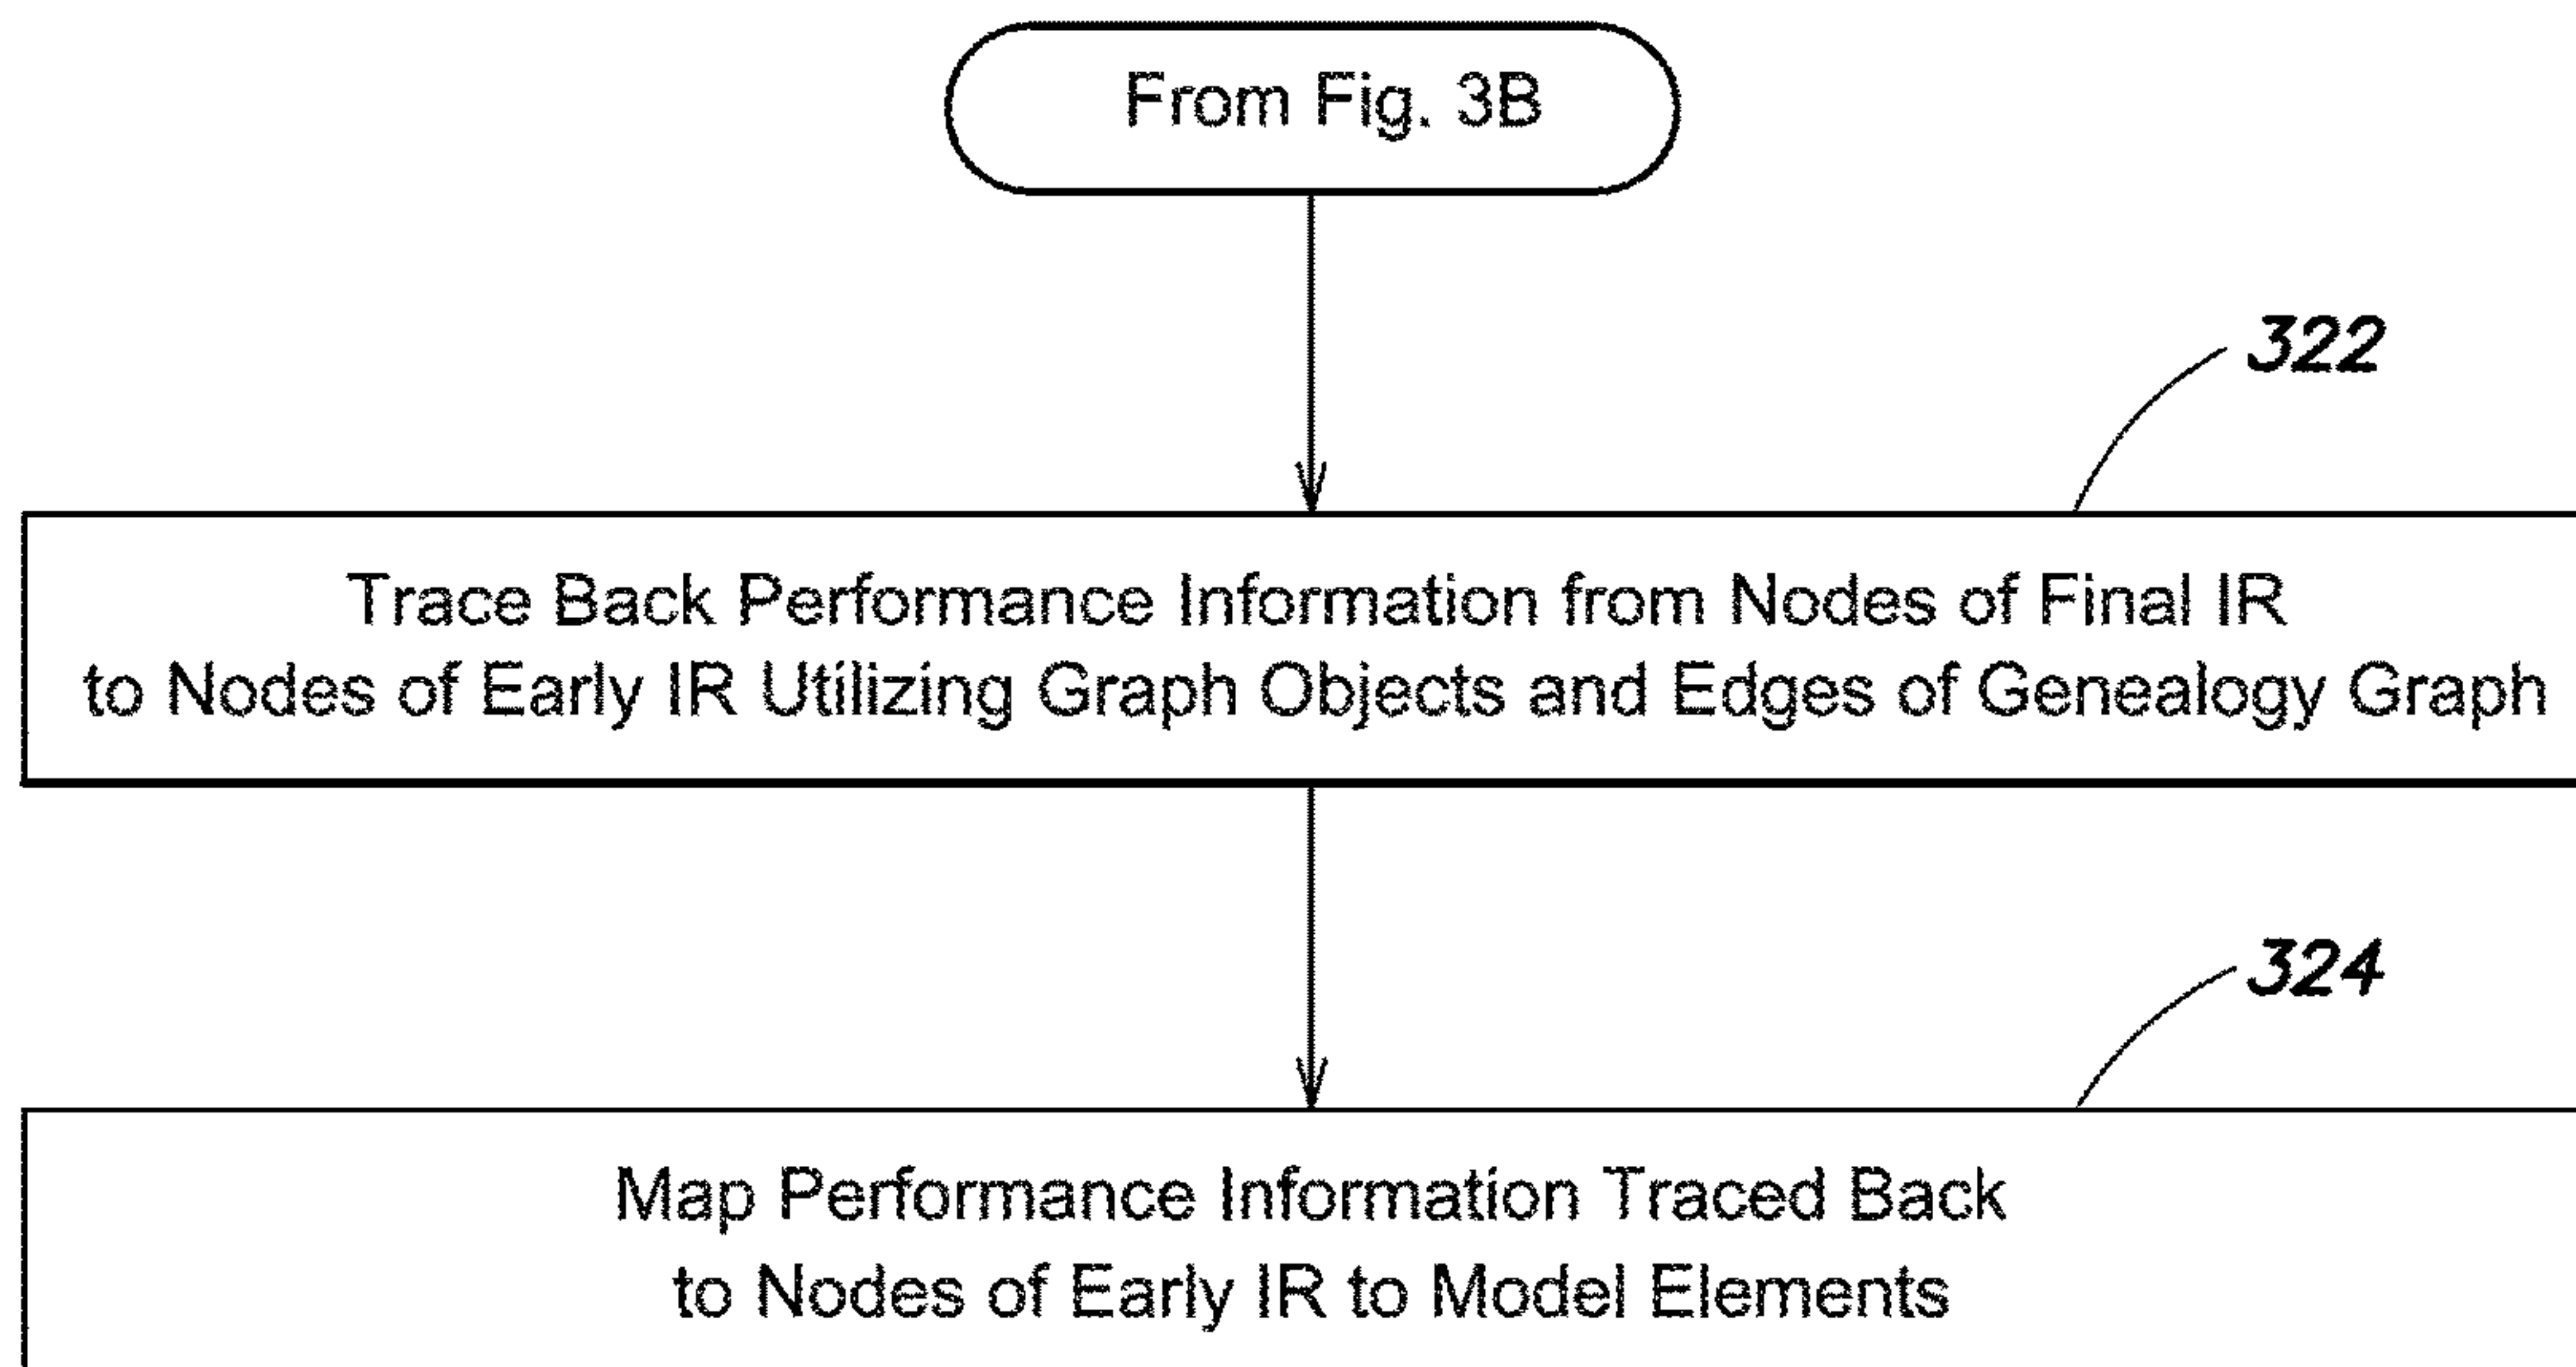 From Fig. 3B
322
Trace Back Performance Information from Nodes of Final IR
to Nodes of Early IR Utilizing Graph Objects and Edges of Genealogy Graph
324
Map Performance Information Traced Back
to Nodes of Early IR to Model Elements